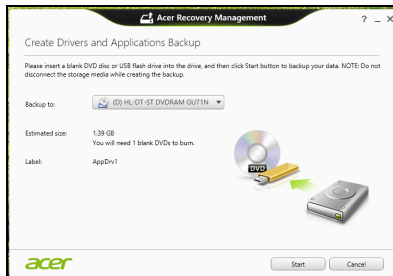 Acer Recovery Management
Create Drivers and Applications Backup
Please insert a blank DVD disc or USB flash drive into the drive, and then click Start button to backup your data. NOTE: Do not
disconnect the storage media while creating the backup.
Backup to: (D) HL-DT-ST DVDRAM GU71N
Estimated size: 1.39 GB
You will need 1 blank DVDs to burn.
Label: AppDrv1
DVD
acer
Start Cancel